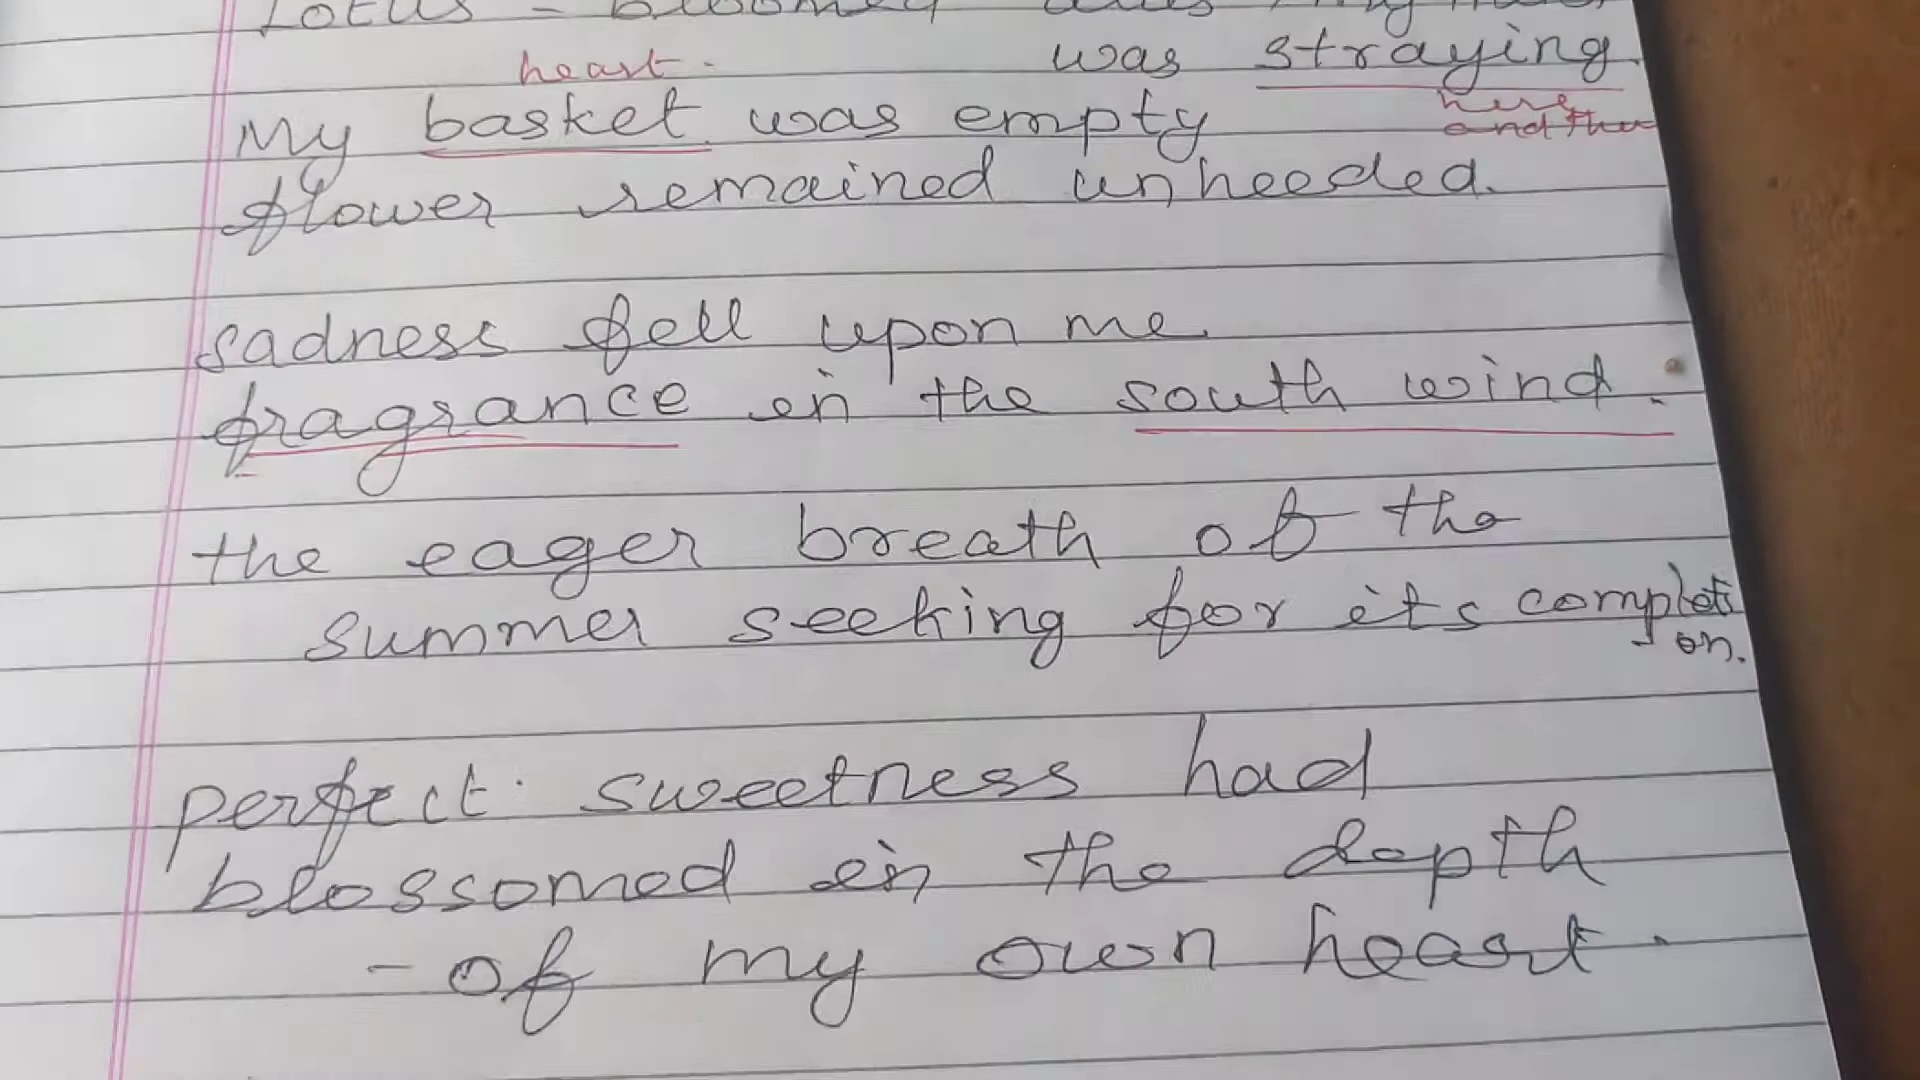 Lotus - bloomed
was straying.
heart.
here
and there
My basket was empty
flower remained unheeded.
sadness fell upon me.
fragrance in the south wind.
the eager breath of the
summer seeking for its completi
on.
perfect sweetness had
blossomed in the depth
- of my own heart.